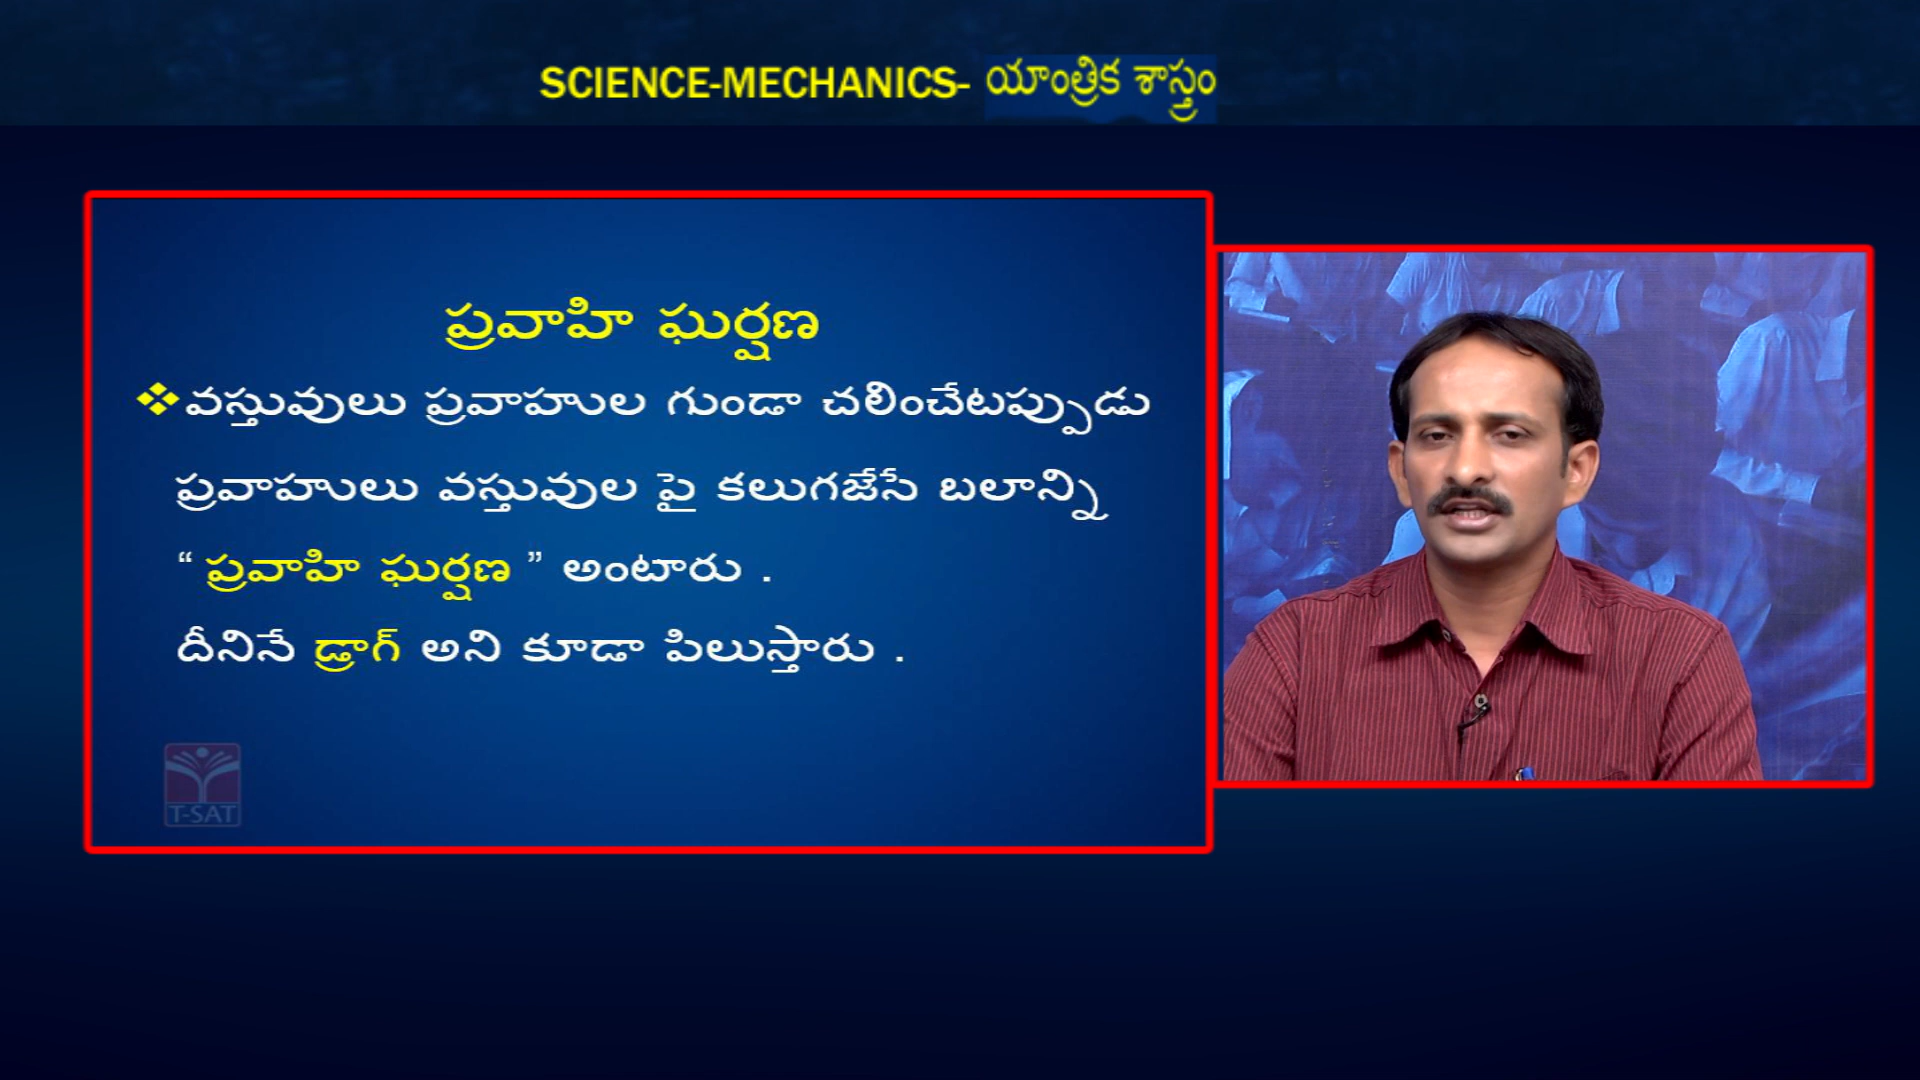 SCIENCE-MECHANICS- యాంత్రిక శాస్త్రం
ప్రవాహి ఘర్షణ
❖వస్తువులు ప్రవాహుల గుండా చలించేటప్పుడు
ప్రవాహులు వస్తువుల పై కలుగజేసే బలాన్ని
“ ప్రవాహి ఘర్షణ ” అంటారు .
దీనినే డ్రాగ్ అని కూడా పిలుస్తారు .
T-SAT